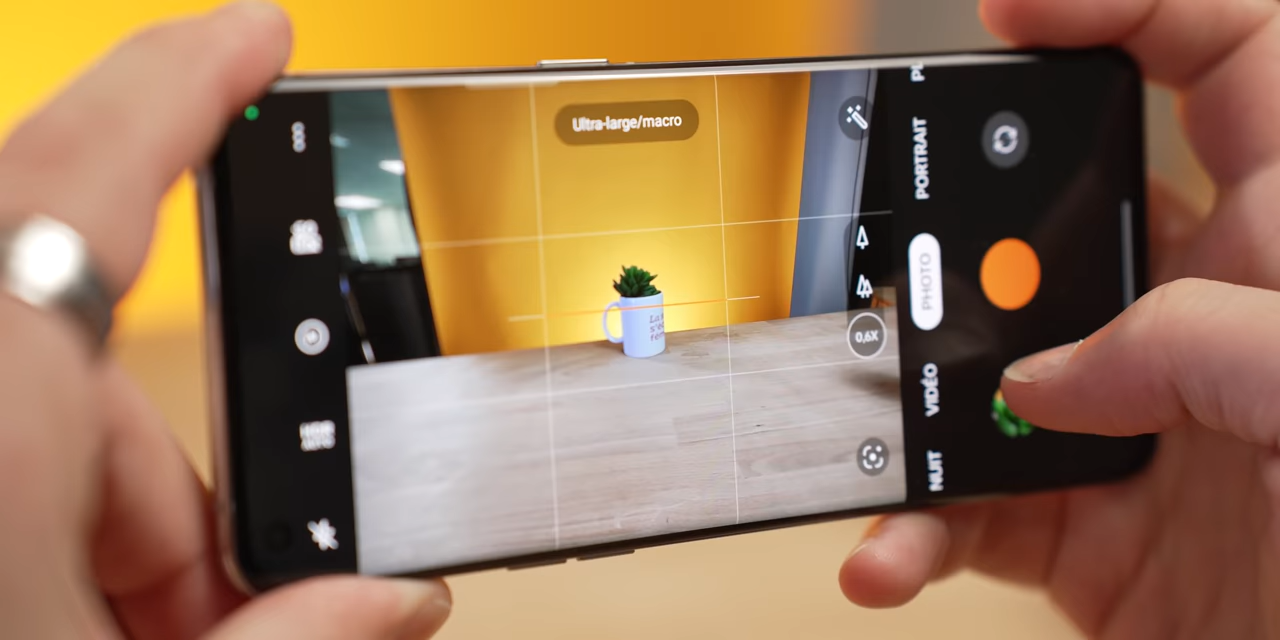 Ultra-large/macro
PORTRAIT
PHOTO
VIDÉO
NUIT
0,6X